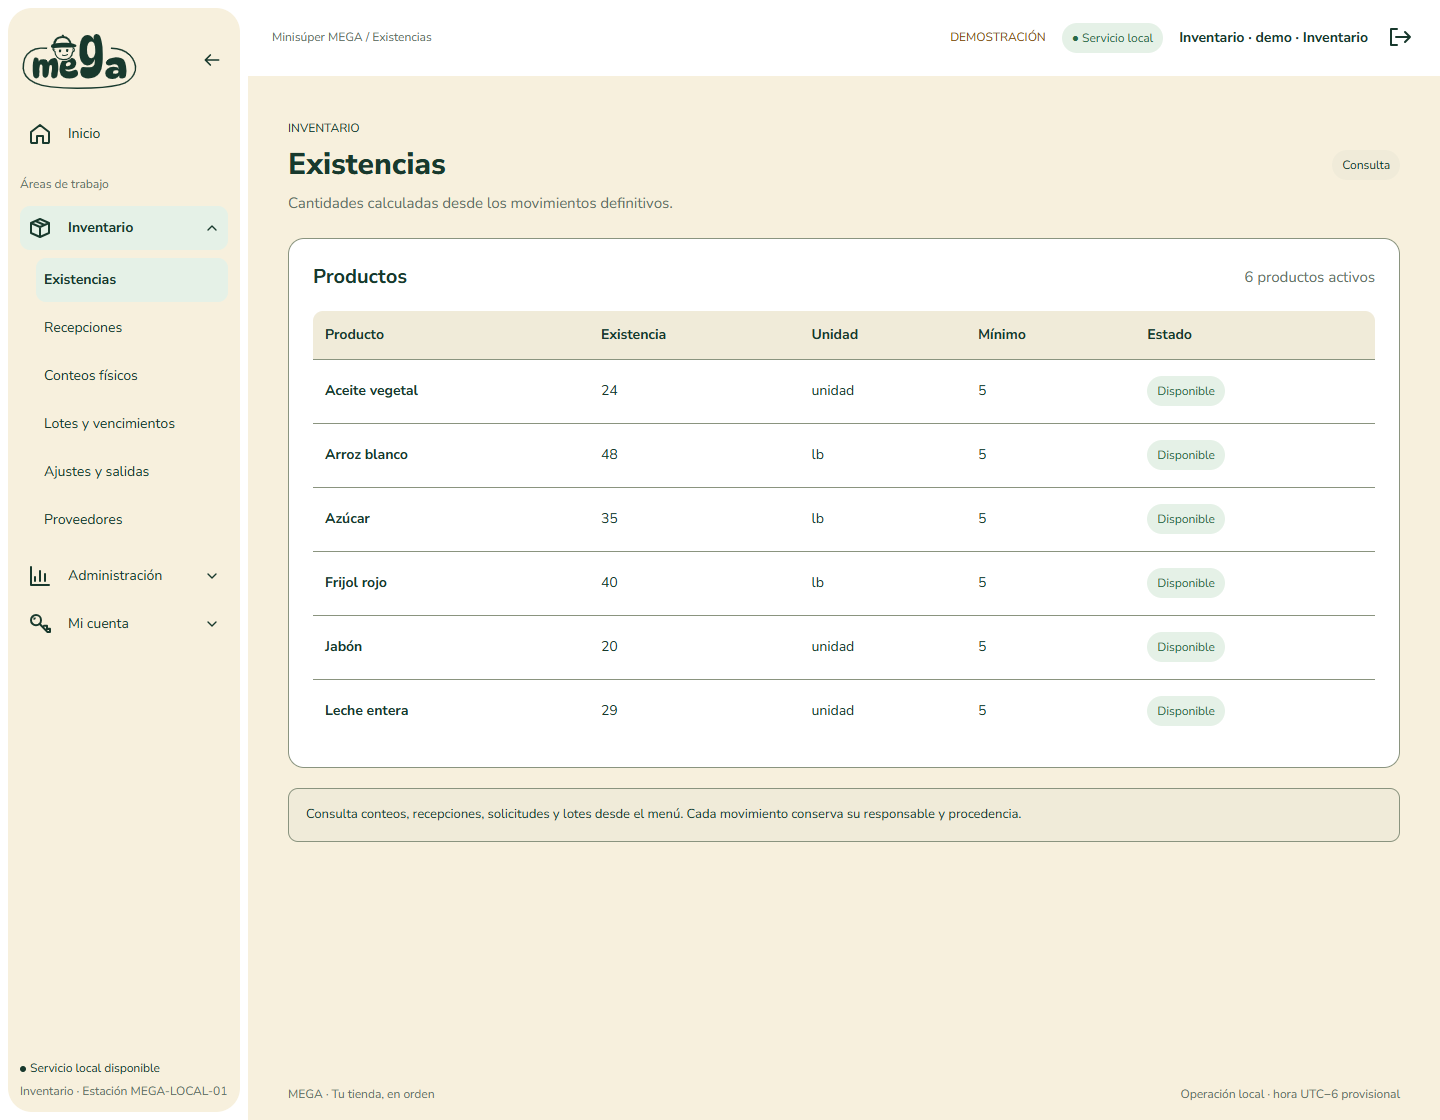 mega
Inicio
Áreas de trabajo
Inventario
Existencias
Recepciones
Conteos físicos
Lotes y vencimientos
Ajustes y salidas
Proveedores
Administración
Mi cuenta
● Servicio local disponible
Inventario · Estación MEGA-LOCAL-01
Minisúper MEGA / Existencias
DEMOSTRACIÓN
● Servicio local
Inventario · demo · Inventario
INVENTARIO
Existencias
Consulta
Cantidades calculadas desde los movimientos definitivos.
Productos
6 productos activos
Producto Existencia Unidad Mínimo Estado
Aceite vegetal 24 unidad 5 Disponible
Arroz blanco 48 lb 5 Disponible
Azúcar 35 lb 5 Disponible
Frijol rojo 40 lb 5 Disponible
Jabón 20 unidad 5 Disponible
Leche entera 29 unidad 5 Disponible
Consulta conteos, recepciones, solicitudes y lotes desde el menú. Cada movimiento conserva su responsable y procedencia.
MEGA · Tu tienda, en orden
Operación local · hora UTC−6 provisional